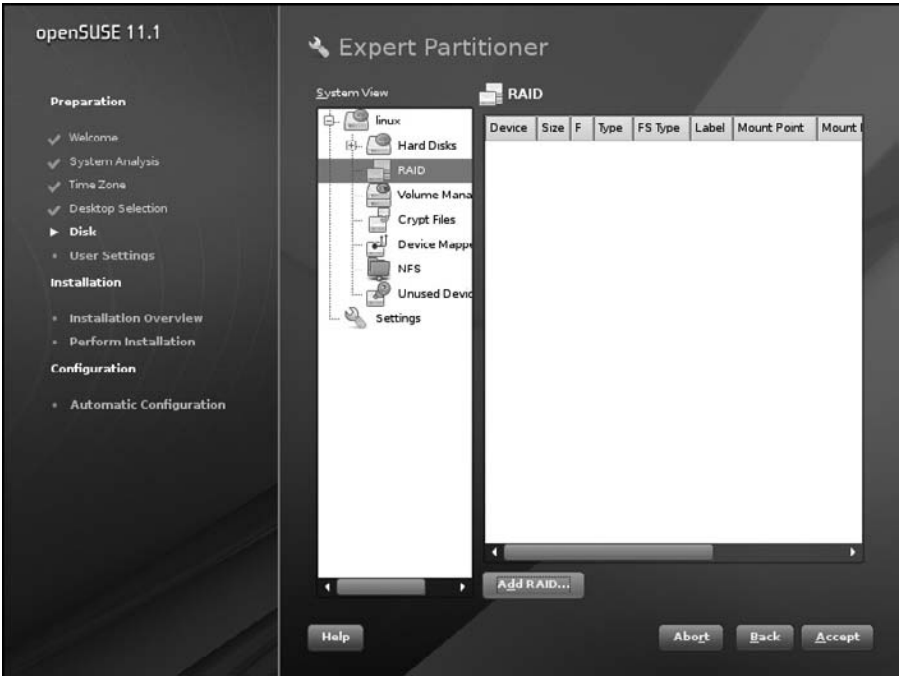 openSUSE 11.1
Preparation
Welcome
System Analysis
Time Zone
Desktop Selection
Disk
User Settings
Installation
Installation Overview
Perform Installation
Configuration
Automatic Configuration
Expert Partitioner
System View
linux
Hard Disks
RAID
Volume Mana
Crypt Files
Device Mappe
NFS
Unused Devic
Settings
RAID
Device Size F Type FS Type Label Mount Point Mount
Add RAID...
Help
Abort Back Accept